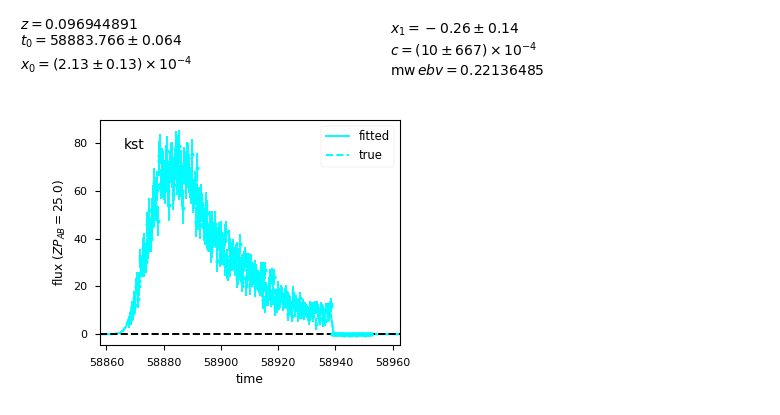 z = 0.096944891
t₀ = 58883.766 ± 0.064
x₀ = (2.13 ± 0.13) × 10⁻⁴
x₁ = −0.26 ± 0.14
c = (10 ± 667) × 10⁻⁴
mw ebv = 0.22136485
kst
fitted
true
flux (ZP_AB = 25.0)
80
60
40
20
0
58860 58880 58900 58920 58940 58960
time